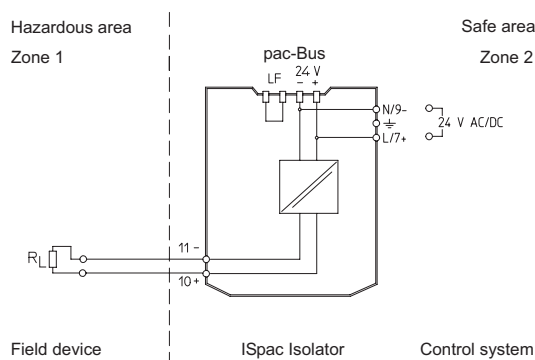 Hazardous area
Safe area
Zone 1
pac-Bus
Zone 2
LF
24 V
- +
N/9-
24 V AC/DC
L/7+
11 -
RL
10 +
Field device
ISpac Isolator
Control system